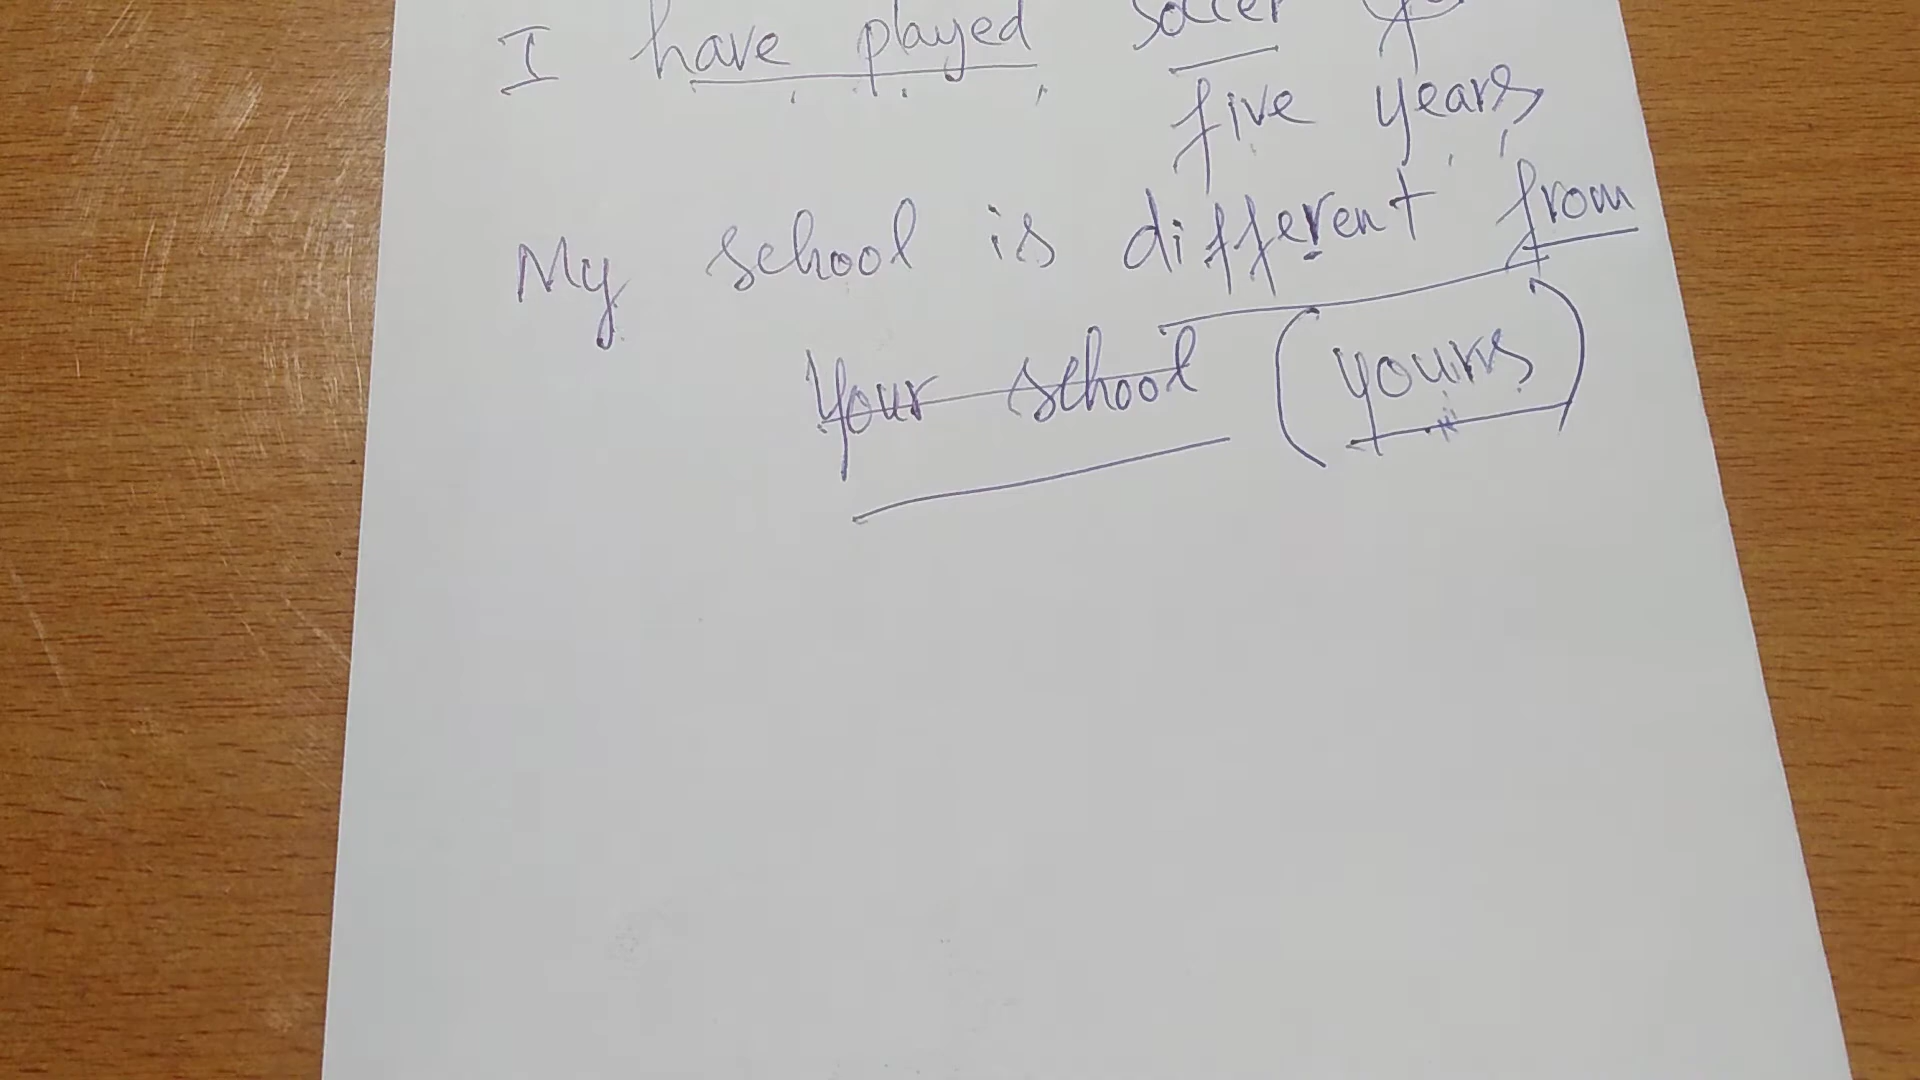 I have played soccer
five years
My school is different from
Your school (yours)